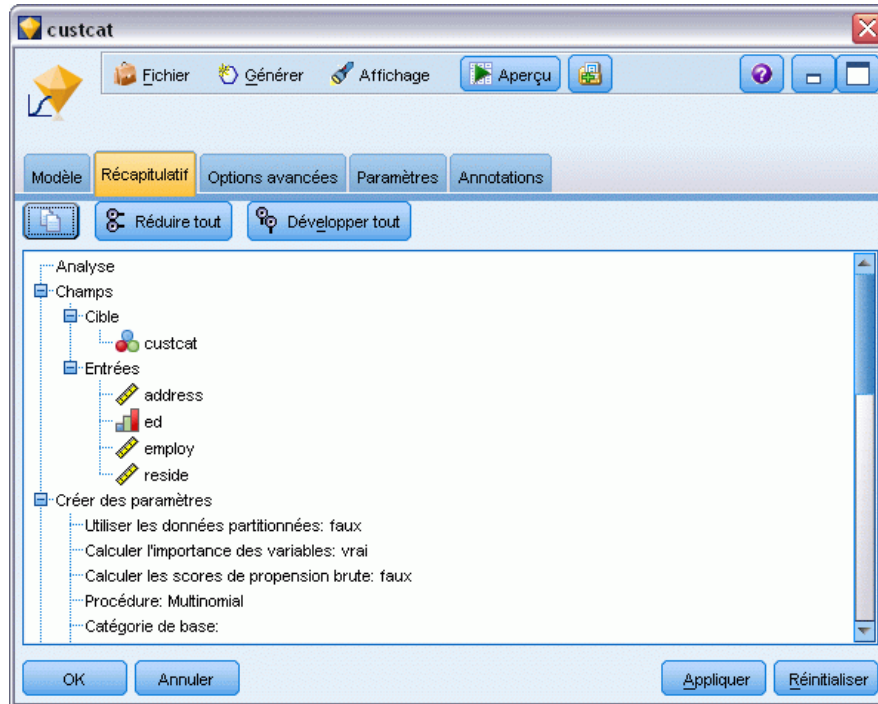 custcat
Fichier Générer Affichage Aperçu
Modèle Récapitulatif Options avancées Paramètres Annotations
Réduire tout Développer tout
Analyse
Champs
Cible
custcat
Entrées
address
ed
employ
reside
Créer des paramètres
Utiliser les données partitionnées: faux
Calculer l'importance des variables: vrai
Calculer les scores de propension brute: faux
Procédure: Multinomial
Catégorie de base:
OK Annuler Appliquer Réinitialiser